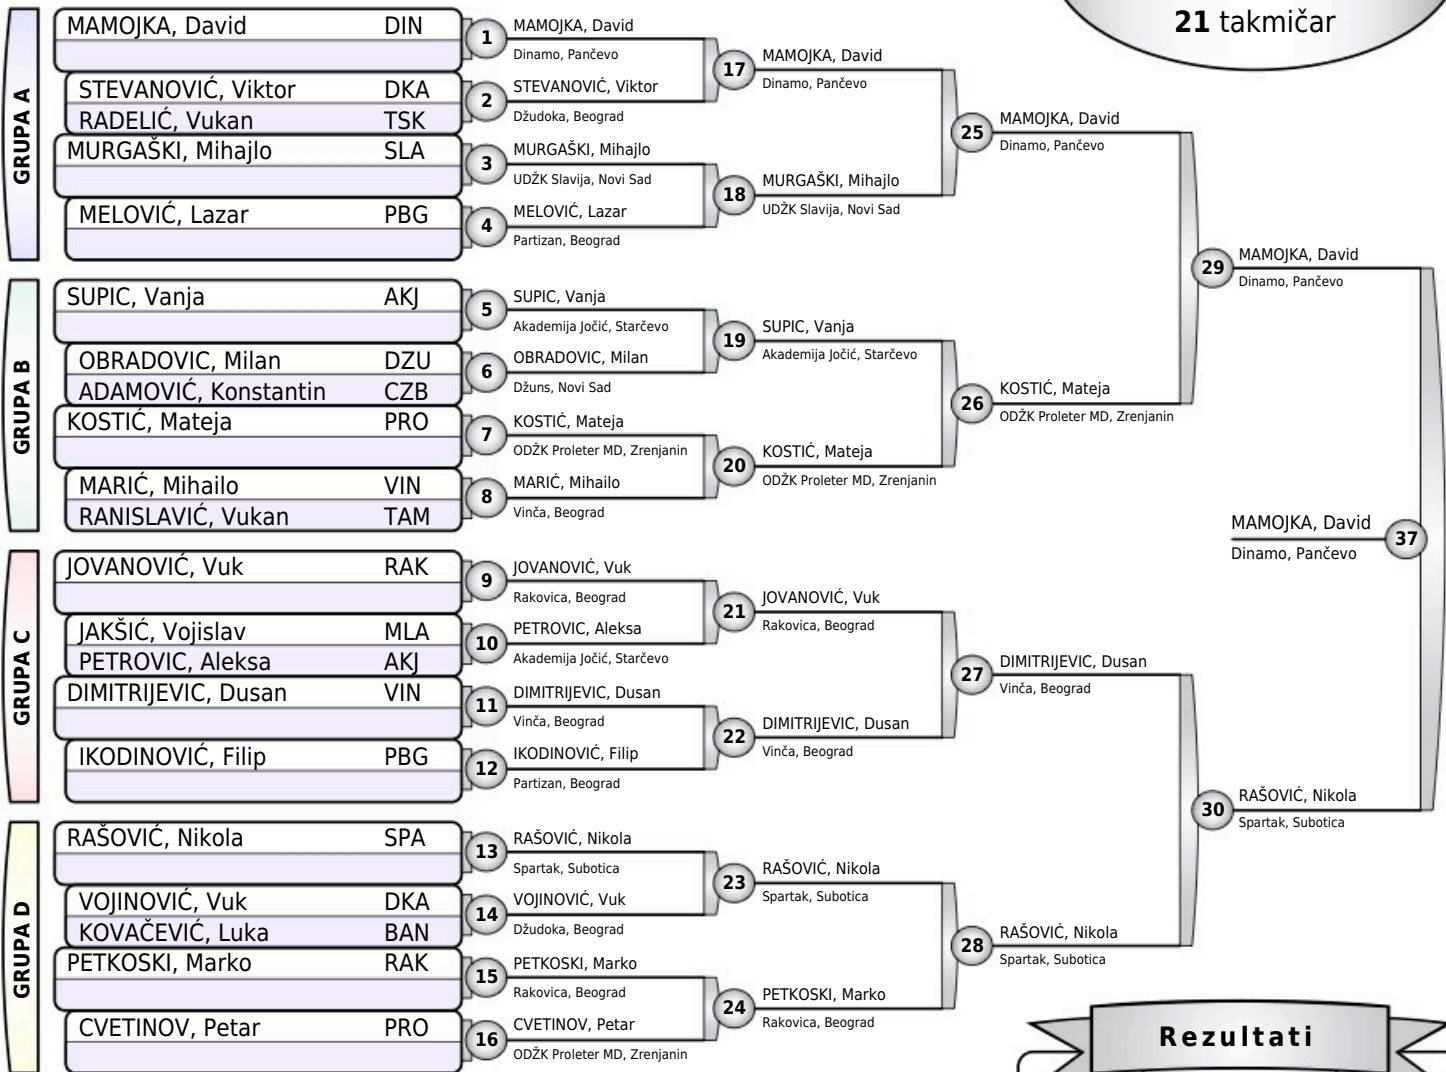 21 takmičar
GRUPA A
MAMOJKA, David DIN
STEVANOVIĆ, Viktor DKA
RADELIĆ, Vukan TSK
MURGAŠKI, Mihajlo SLA
MELOVIĆ, Lazar PBG
GRUPA B
SUPIC, Vanja AKJ
OBRADOVIC, Milan DZU
ADAMOVIĆ, Konstantin CZB
KOSTIĆ, Mateja PRO
MARIĆ, Mihailo VIN
RANISLAVIĆ, Vukan TAM
GRUPA C
JOVANOVIĆ, Vuk RAK
JAKŠIĆ, Vojislav MLA
PETROVIC, Aleksa AKJ
DIMITRIJEVIC, Dusan VIN
IKODINOVIĆ, Filip PBG
GRUPA D
RAŠOVIĆ, Nikola SPA
VOJINOVIĆ, Vuk DKA
KOVAČEVIĆ, Luka BAN
PETKOSKI, Marko RAK
CVETINOV, Petar PRO
1 MAMOJKA, David
Dinamo, Pančevo
2 STEVANOVIĆ, Viktor
Džudoka, Beograd
3 MURGAŠKI, Mihajlo
UDŽK Slavija, Novi Sad
4 MELOVIĆ, Lazar
Partizan, Beograd
5 SUPIC, Vanja
Akademija Jočić, Starčevo
6 OBRADOVIC, Milan
Džuns, Novi Sad
7 KOSTIĆ, Mateja
ODŽK Proleter MD, Zrenjanin
8 MARIĆ, Mihailo
Vinča, Beograd
9 JOVANOVIĆ, Vuk
Rakovica, Beograd
10 PETROVIC, Aleksa
Akademija Jočić, Starčevo
11 DIMITRIJEVIC, Dusan
Vinča, Beograd
12 IKODINOVIĆ, Filip
Partizan, Beograd
13 RAŠOVIĆ, Nikola
Spartak, Subotica
14 VOJINOVIĆ, Vuk
Džudoka, Beograd
15 PETKOSKI, Marko
Rakovica, Beograd
16 CVETINOV, Petar
ODŽK Proleter MD, Zrenjanin
17 MAMOJKA, David
Dinamo, Pančevo
18 MURGAŠKI, Mihajlo
UDŽK Slavija, Novi Sad
19 SUPIC, Vanja
Akademija Jočić, Starčevo
20 KOSTIĆ, Mateja
ODŽK Proleter MD, Zrenjanin
21 JOVANOVIĆ, Vuk
Rakovica, Beograd
22 DIMITRIJEVIC, Dusan
Vinča, Beograd
23 RAŠOVIĆ, Nikola
Spartak, Subotica
24 PETKOSKI, Marko
Rakovica, Beograd
25 MAMOJKA, David
Dinamo, Pančevo
26 KOSTIĆ, Mateja
ODŽK Proleter MD, Zrenjanin
27 DIMITRIJEVIC, Dusan
Vinča, Beograd
28 RAŠOVIĆ, Nikola
Spartak, Subotica
29 MAMOJKA, David
Dinamo, Pančevo
30 RAŠOVIĆ, Nikola
Spartak, Subotica
MAMOJKA, David 37
Dinamo, Pančevo
Rezultati